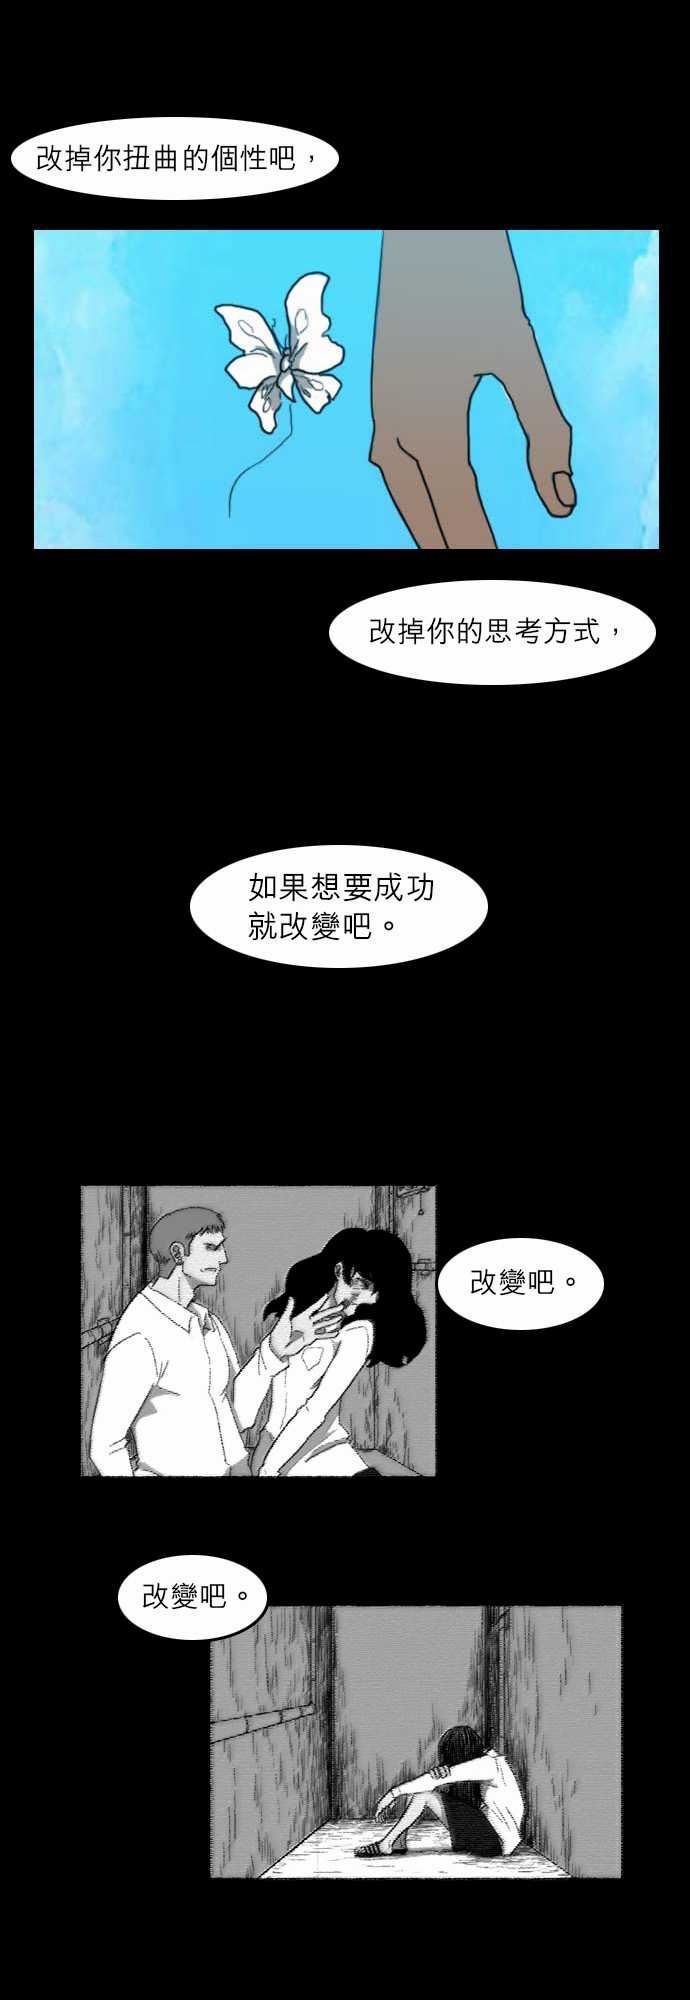 改掉你扭曲的個性吧，
改掉你的思考方式，
如果想要成功
就改變吧。
改變吧。
改變吧。